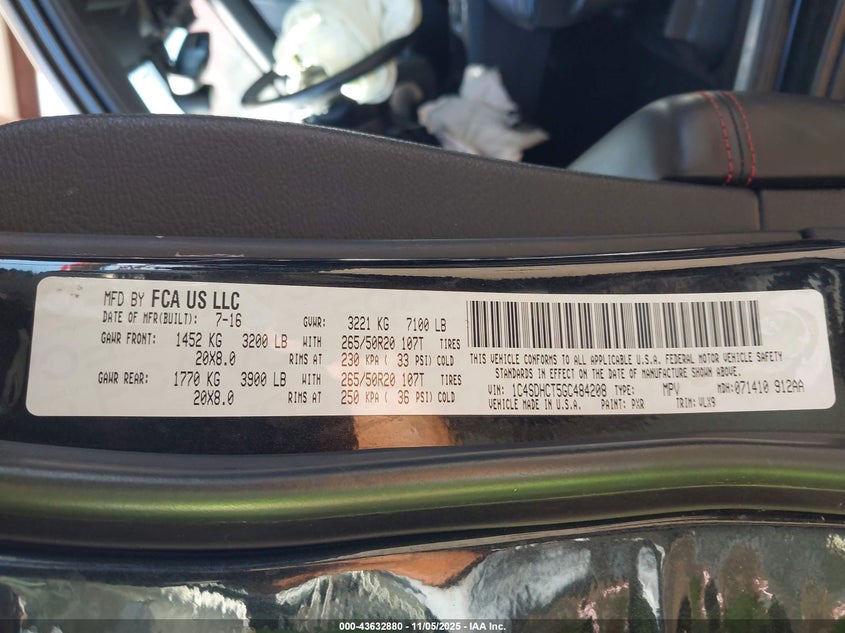 MFD BY FCA US LLC
DATE OF MFR(BUILT): 7-16 GVWR: 3221 KG 7100 LB
GAWR FRONT: 1452 KG 3200 LB WITH 265/50R20 107T TIRES
20X8.0 RIMS AT 230 KPA ( 33 PSI) COLD
GAWR REAR: 1770 KG 3900 LB WITH 265/50R20 107T TIRES
20X8.0 RIMS AT 250 KPA ( 36 PSI) COLD
THIS VEHICLE CONFORMS TO ALL APPLICABLE U.S.A. FEDERAL MOTOR VEHICLE SAFETY
STANDARDS IN EFFECT ON THE DATE OF MANUFACTURE SHOWN ABOVE.
VIN: 1C4SDHCT5GC484208 TYPE: MPV MDH: 071410 912AA
VEHICLE MADE IN U.S.A. PAINT: PXR TRIM: VLX9
000-43632880 - 11/05/2025 - IAA Inc.